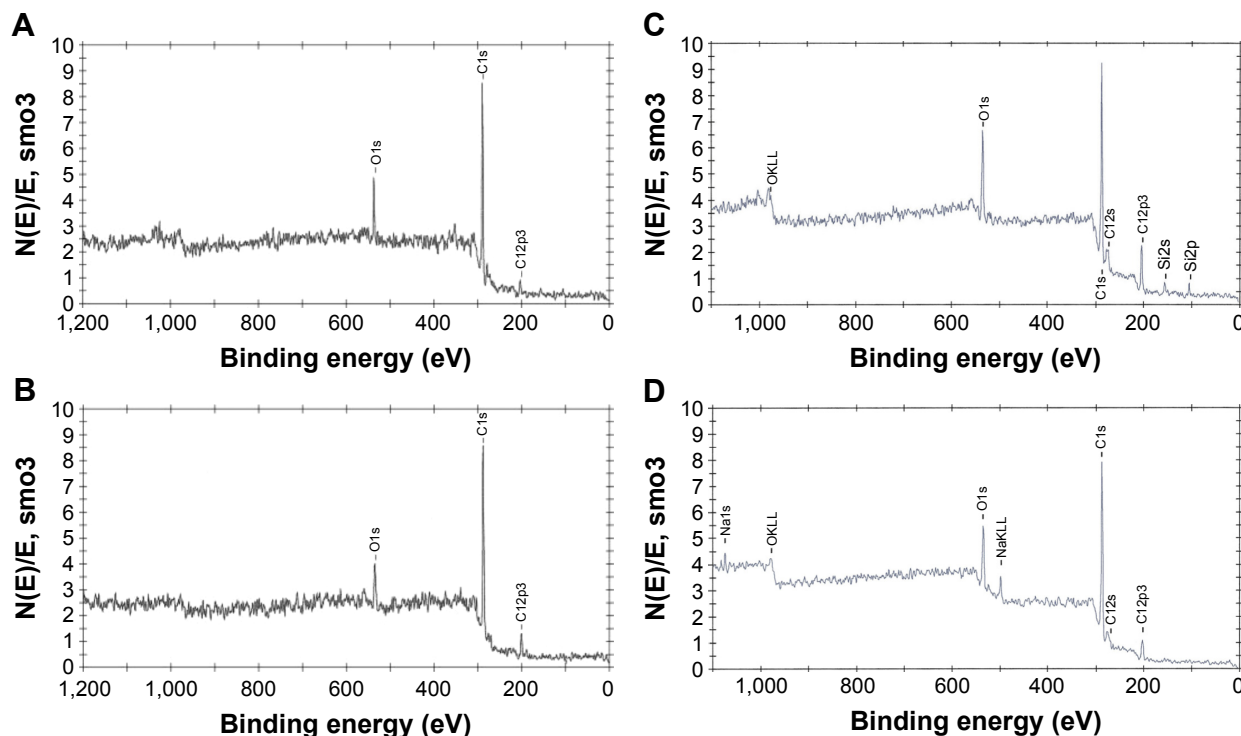 A
10
9
8
7
6
5
4
3
2
1
0
N(E)/E, smo3
C1s
O1s
C12p3
1,200 1,000 800 600 400 200 0
Binding energy (eV)
B
10
9
8
7
6
5
4
3
2
1
0
N(E)/E, smo3
C1s
O1s
C12p3
1,200 1,000 800 600 400 200 0
Binding energy (eV)
C
10
9
8
7
6
5
4
3
2
1
0
N(E)/E, smo3
OKLL
O1s
C1s
C12s
C12p3
Si2s
Si2p
1,000 800 600 400 200 0
Binding energy (eV)
D
10
9
8
7
6
5
4
3
2
1
0
N(E)/E, smo3
Na1s
OKLL
O1s
NaKLL
C1s
C12s
C12p3
1,000 800 600 400 200 0
Binding energy (eV)